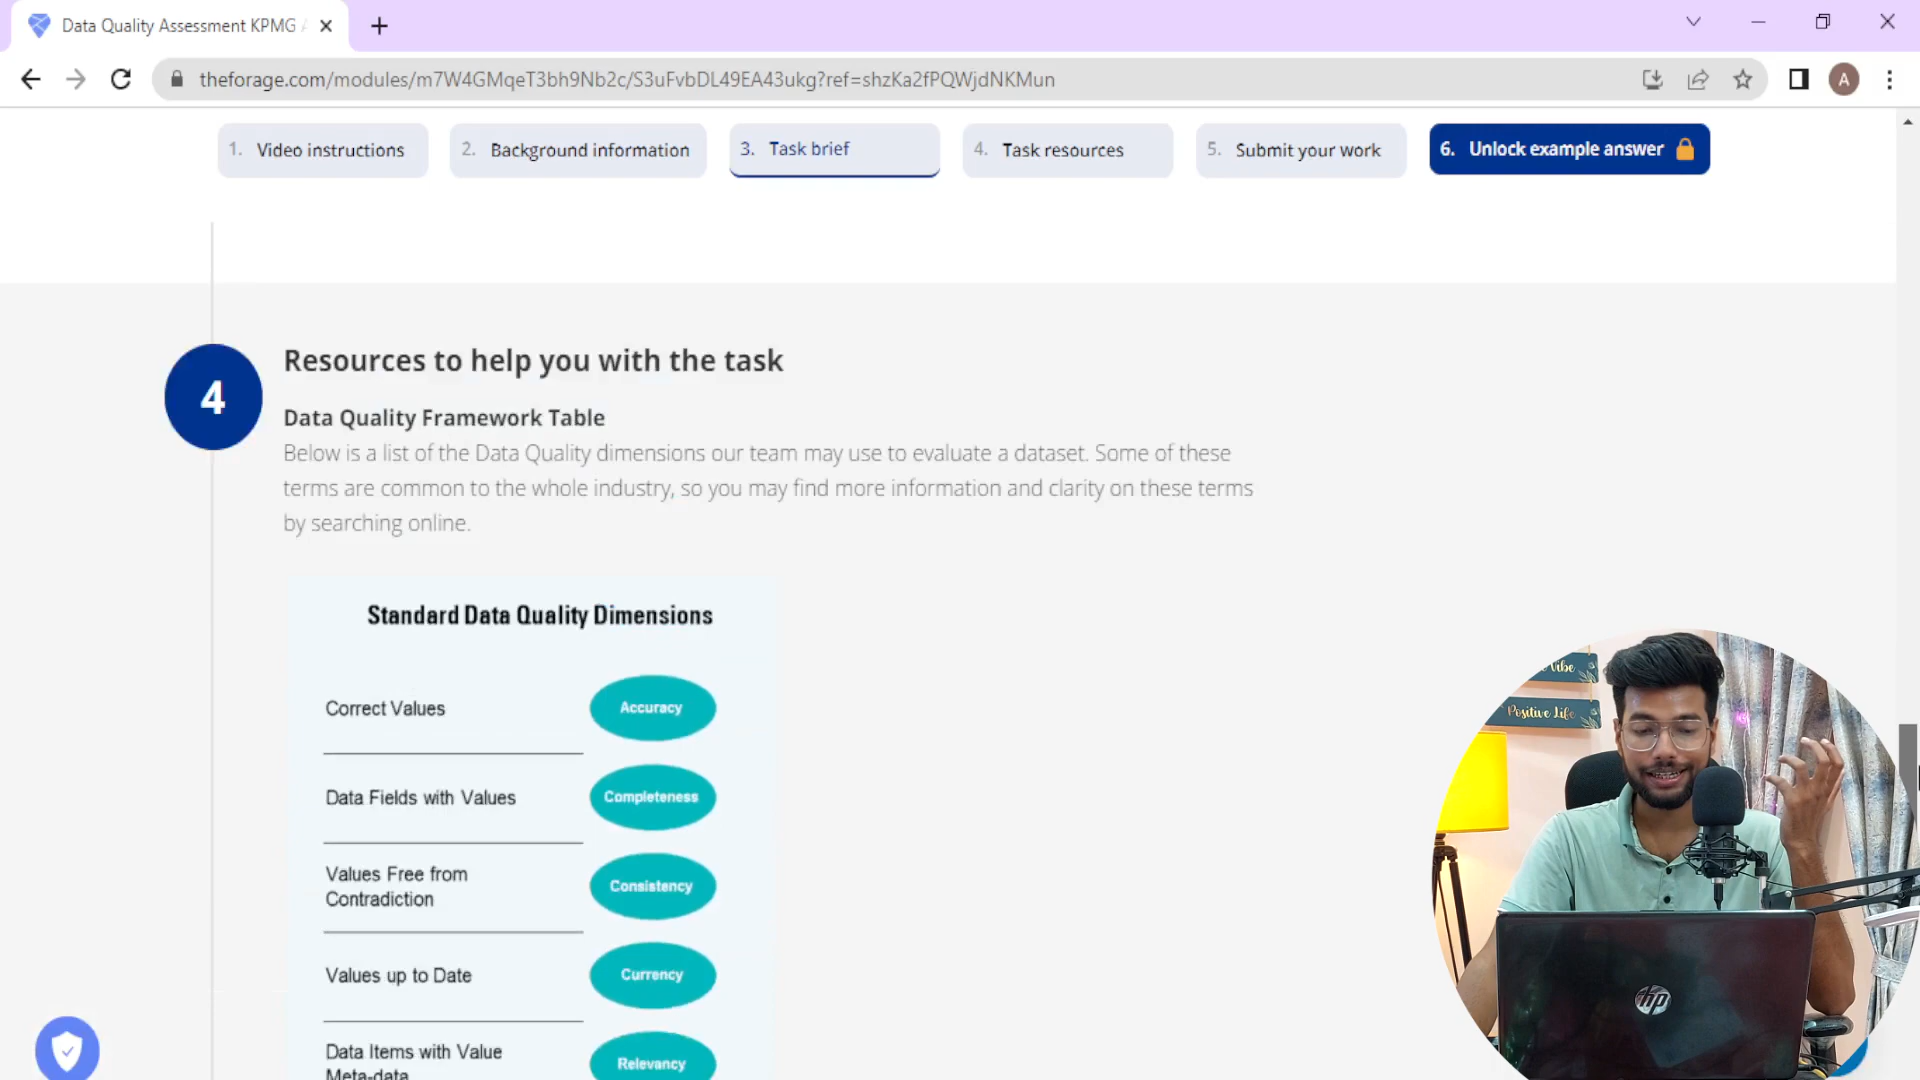 Data Quality Assessment KPMG
theforage.com/modules/m7W4GMqeT3bh9Nb2c/S3uFvbDL49EA43ukg?ref=shzKa2fPQWjdNKMun
A
1. Video instructions
2. Background information
3. Task brief
4. Task resources
5. Submit your work
6. Unlock example answer
4
Resources to help you with the task
Data Quality Framework Table
Below is a list of the Data Quality dimensions our team may use to evaluate a dataset. Some of these
terms are common to the whole industry, so you may find more information and clarity on these terms
by searching online.
Standard Data Quality Dimensions
Correct Values
Accuracy
Data Fields with Values
Completeness
Values Free from
Contradiction
Consistency
Values up to Date
Currency
Data Items with Value
Meta-data
Relevancy
Vibe
Positive Life
hp